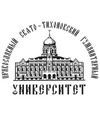 ПРАВОСЛАВНЫЙ СВЯТО-ТИХОНОВСКИЙ ГУМАНИТАРНЫЙ
УНИВЕРСИТЕТ